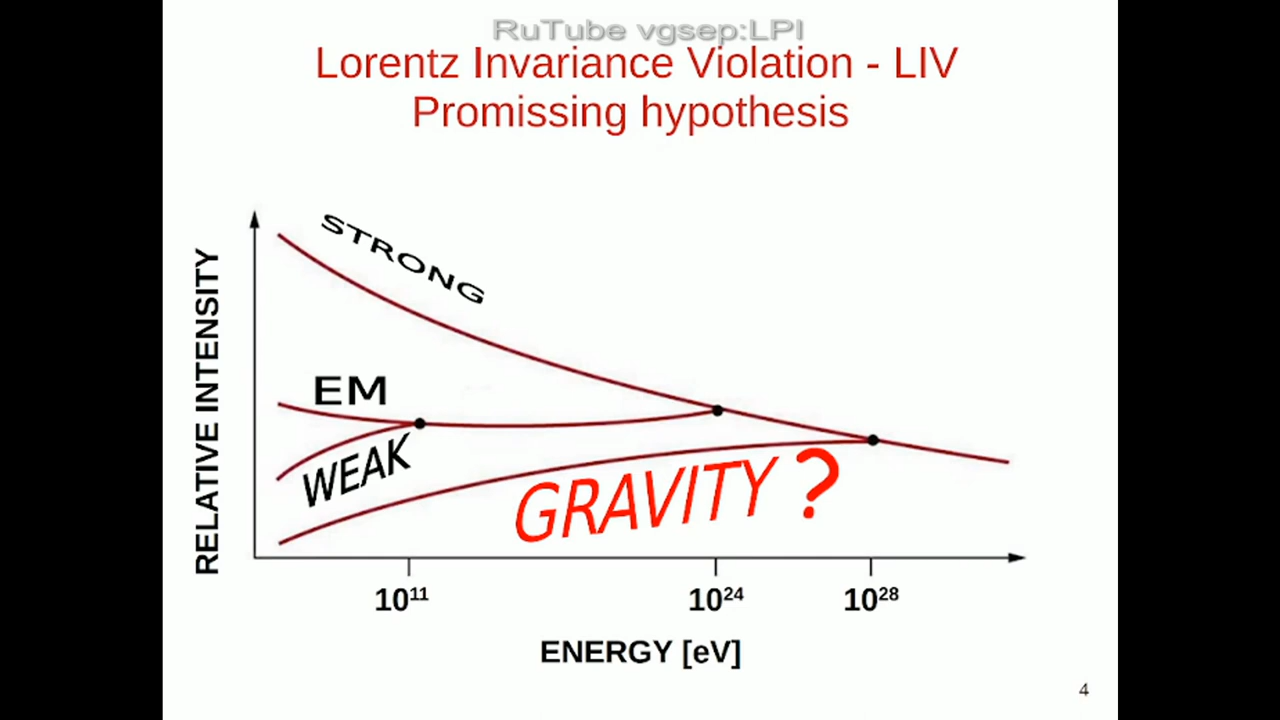 RuTube vgsep:LPI
Lorentz Invariance Violation - LIV
Promissing hypothesis
STRONG
EM
WEAK
GRAVITY ?
RELATIVE INTENSITY
10¹¹
10²⁴
10²⁸
ENERGY [eV]
4